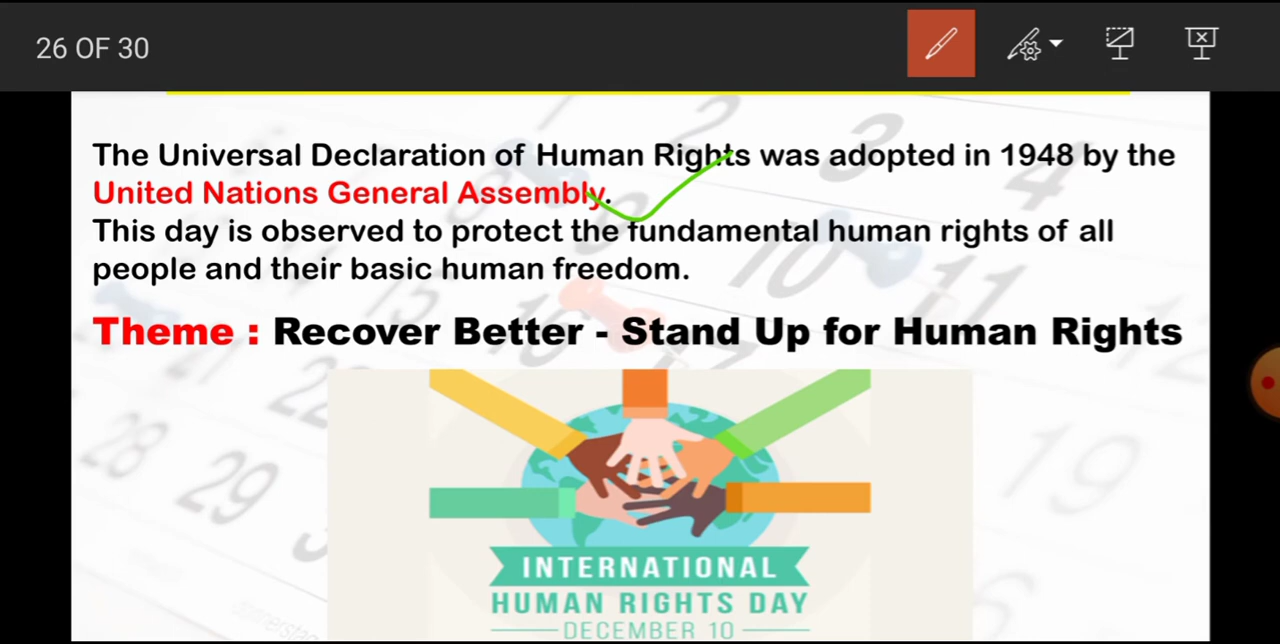 26 OF 30
The Universal Declaration of Human Rights was adopted in 1948 by the
United Nations General Assembly.
This day is observed to protect the fundamental human rights of all
people and their basic human freedom.
Theme : Recover Better - Stand Up for Human Rights
INTERNATIONAL
HUMAN RIGHTS DAY
DECEMBER 10